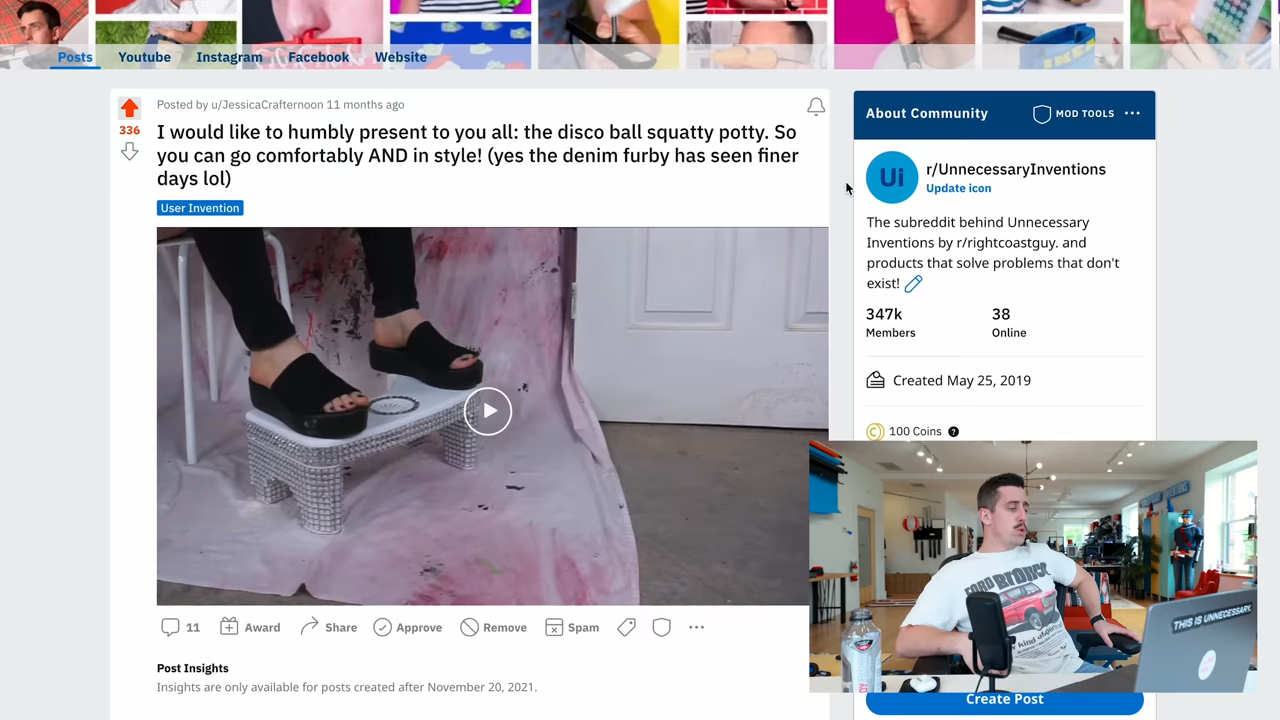 Posts Youtube Instagram Facebook Website
Posted by u/JessicaCrafternoon 11 months ago
336
I would like to humbly present to you all: the disco ball squatty potty. So
you can go comfortably AND in style! (yes the denim furby has seen finer
days lol)
User Invention
11 Award Share Approve Remove Spam
Post Insights
Insights are only available for posts created after November 20, 2021.
About Community MOD TOOLS
Ui
r/UnnecessaryInventions
Update icon
The subreddit behind Unnecessary
Inventions by r/rightcoastguy. and
products that solve problems that don't
exist!
347k 38
Members Online
Created May 25, 2019
100 Coins
FORD BRONCO
THIS IS UNNECESSARY.
Create Post